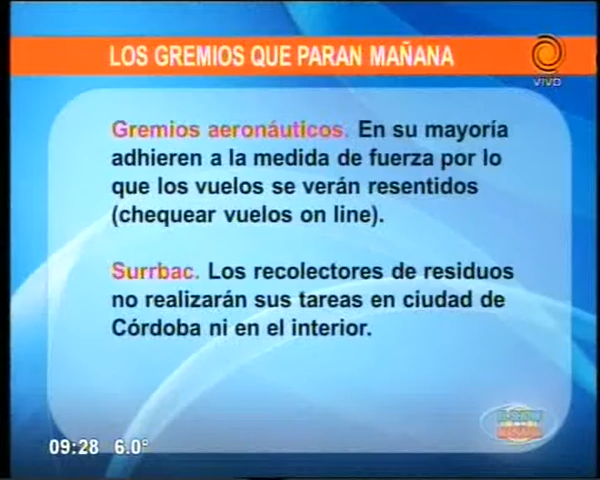 LOS GREMIOS QUE PARAN MAÑANA
VIVO
Gremios aeronáuticos. En su mayoría
adhieren a la medida de fuerza por lo
que los vuelos se verán resentidos
(chequear vuelos on line).
Surrbac. Los recolectores de residuos
no realizarán sus tareas en ciudad de
Córdoba ni en el interior.
09:28 6.0°